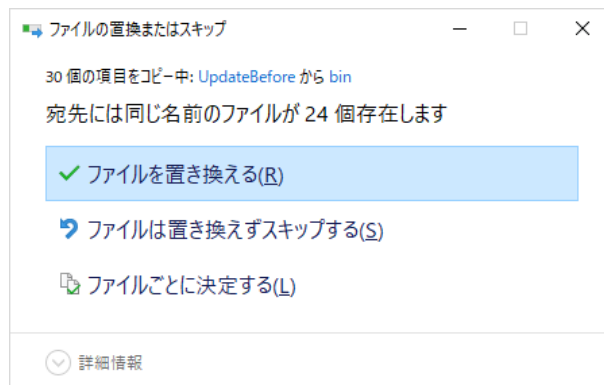 ファイルの置換またはスキップ
30 個の項目をコピー中: UpdateBefore から bin
宛先には同じ名前のファイルが 24 個存在します
ファイルを置き換える(R)
ファイルは置き換えずスキップする(S)
ファイルごとに決定する(L)
詳細情報